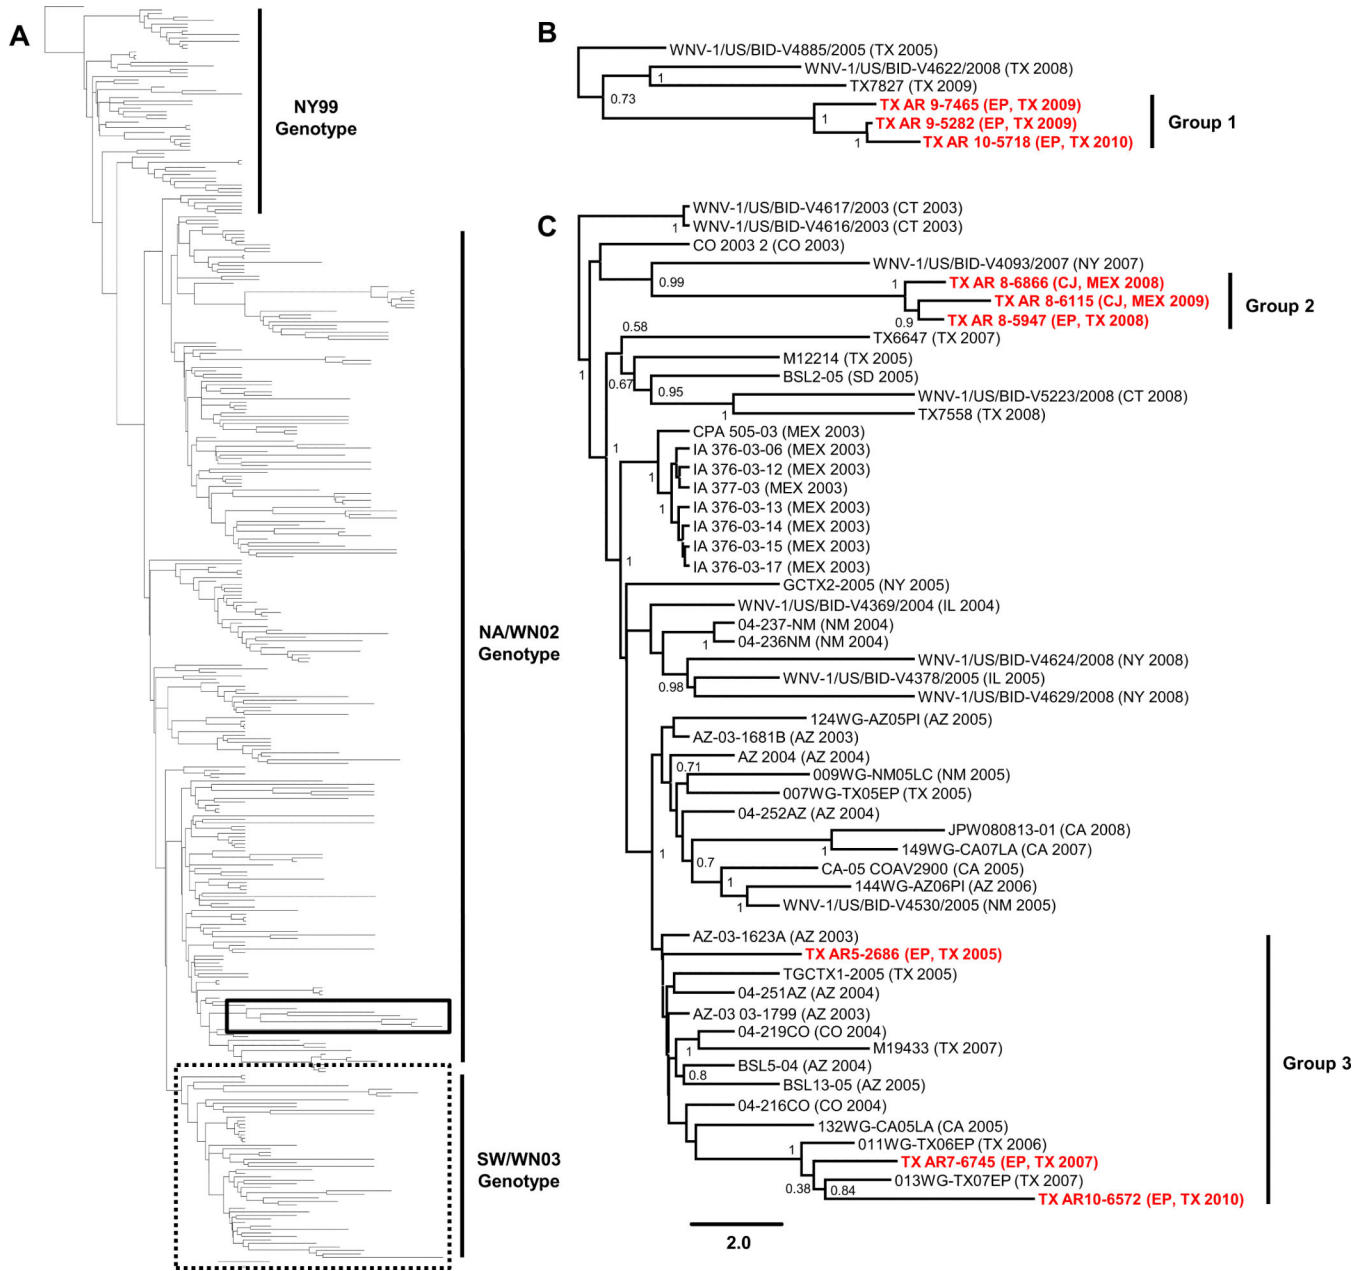 A
NY99
Genotype
NA/WN02
Genotype
SW/WN03
Genotype
B
WNV-1/US/BID-V4885/2005 (TX 2005)
WNV-1/US/BID-V4622/2008 (TX 2008)
1
TX7827 (TX 2009)
0.73
TX AR 9-7465 (EP, TX 2009)
1
TX AR 9-5282 (EP, TX 2009)
1
TX AR 10-5718 (EP, TX 2010)
Group 1
C
WNV-1/US/BID-V4617/2003 (CT 2003)
1
WNV-1/US/BID-V4616/2003 (CT 2003)
CO 2003 2 (CO 2003)
WNV-1/US/BID-V4093/2007 (NY 2007)
0.99
1
TX AR 8-6866 (CJ, MEX 2008)
TX AR 8-6115 (CJ, MEX 2009)
0.9
TX AR 8-5947 (EP, TX 2008)
Group 2
0.58
TX6647 (TX 2007)
M12214 (TX 2005)
1
0.67
BSL2-05 (SD 2005)
0.95
WNV-1/US/BID-V5223/2008 (CT 2008)
1
TX7558 (TX 2008)
CPA 505-03 (MEX 2003)
1
IA 376-03-06 (MEX 2003)
IA 376-03-12 (MEX 2003)
1
IA 377-03 (MEX 2003)
1
IA 376-03-13 (MEX 2003)
IA 376-03-14 (MEX 2003)
IA 376-03-15 (MEX 2003)
1
IA 376-03-17 (MEX 2003)
GCTX2-2005 (NY 2005)
WNV-1/US/BID-V4369/2004 (IL 2004)
04-237-NM (NM 2004)
1
04-236NM (NM 2004)
WNV-1/US/BID-V4624/2008 (NY 2008)
WNV-1/US/BID-V4378/2005 (IL 2005)
0.98
WNV-1/US/BID-V4629/2008 (NY 2008)
124WG-AZ05PI (AZ 2005)
AZ-03-1681B (AZ 2003)
AZ 2004 (AZ 2004)
0.71
009WG-NM05LC (NM 2005)
007WG-TX05EP (TX 2005)
04-252AZ (AZ 2004)
JPW080813-01 (CA 2008)
1
1
149WG-CA07LA (CA 2007)
0.7
CA-05 COAV2900 (CA 2005)
1
144WG-AZ06PI (AZ 2006)
1
WNV-1/US/BID-V4530/2005 (NM 2005)
AZ-03-1623A (AZ 2003)
TX AR5-2686 (EP, TX 2005)
TGCTX1-2005 (TX 2005)
04-251AZ (AZ 2004)
AZ-03 03-1799 (AZ 2003)
04-219CO (CO 2004)
1
M19433 (TX 2007)
BSL5-04 (AZ 2004)
0.8
BSL13-05 (AZ 2005)
04-216CO (CO 2004)
132WG-CA05LA (CA 2005)
1
011WG-TX06EP (TX 2006)
TX AR7-6745 (EP, TX 2007)
013WG-TX07EP (TX 2007)
0.38
0.84
TX AR10-6572 (EP, TX 2010)
Group 3
2.0